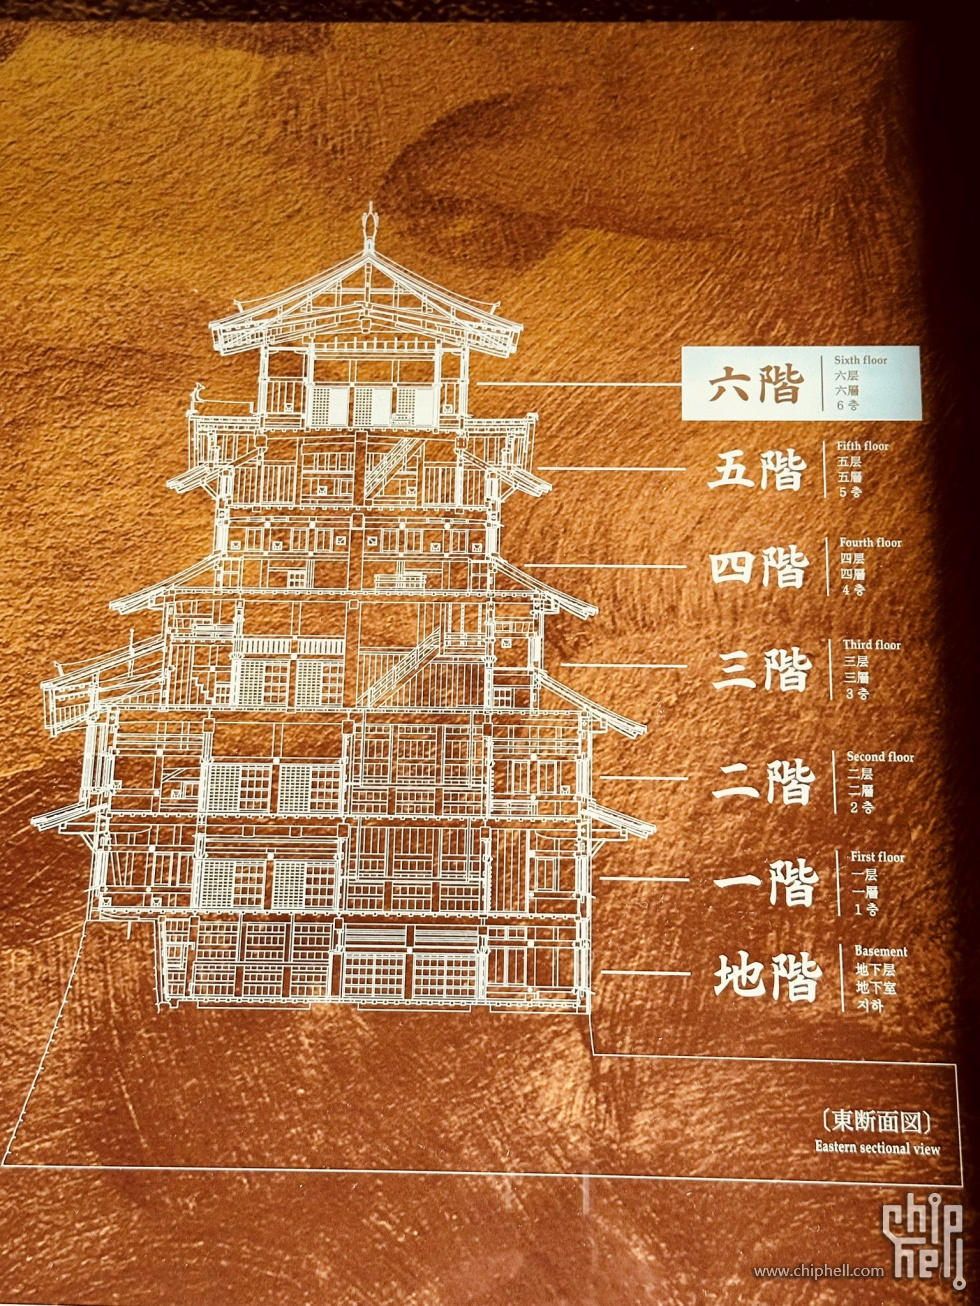 六階
Sixth floor
六层
六層
6 층
五階
Fifth floor
五层
五層
5 층
四階
Fourth floor
四层
四層
4 층
三階
Third floor
三层
三層
3 층
二階
Second floor
二层
二層
2 층
一階
First floor
一层
一層
1 층
地階
Basement
地下层
地下室
지하
〔東断面図〕
Eastern sectional view
chip
hell
www.chiphell.com